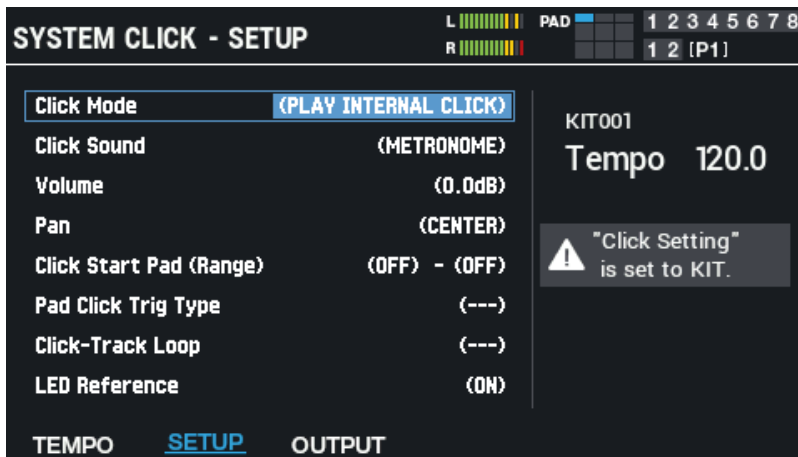 SYSTEM CLICK - SETUP
L
R
PAD
1 2 3 4 5 6 7 8
1 2 [P1]
Click Mode (PLAY INTERNAL CLICK)
Click Sound (METRONOME)
Volume (0.0dB)
Pan (CENTER)
Click Start Pad (Range) (OFF) - (OFF)
Pad Click Trig Type (---)
Click-Track Loop (---)
LED Reference (ON)
KIT001
Tempo 120.0
"Click Setting"
is set to KIT.
TEMPO SETUP OUTPUT